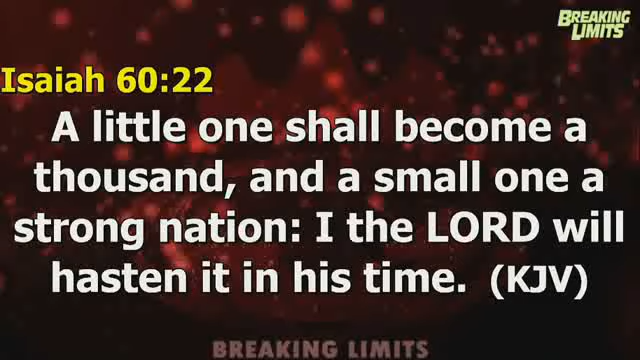 BREAKING
LIMITS
Isaiah 60:22
A little one shall become a
thousand, and a small one a
strong nation: I the LORD will
hasten it in his time. (KJV)
BREAKING LIMITS